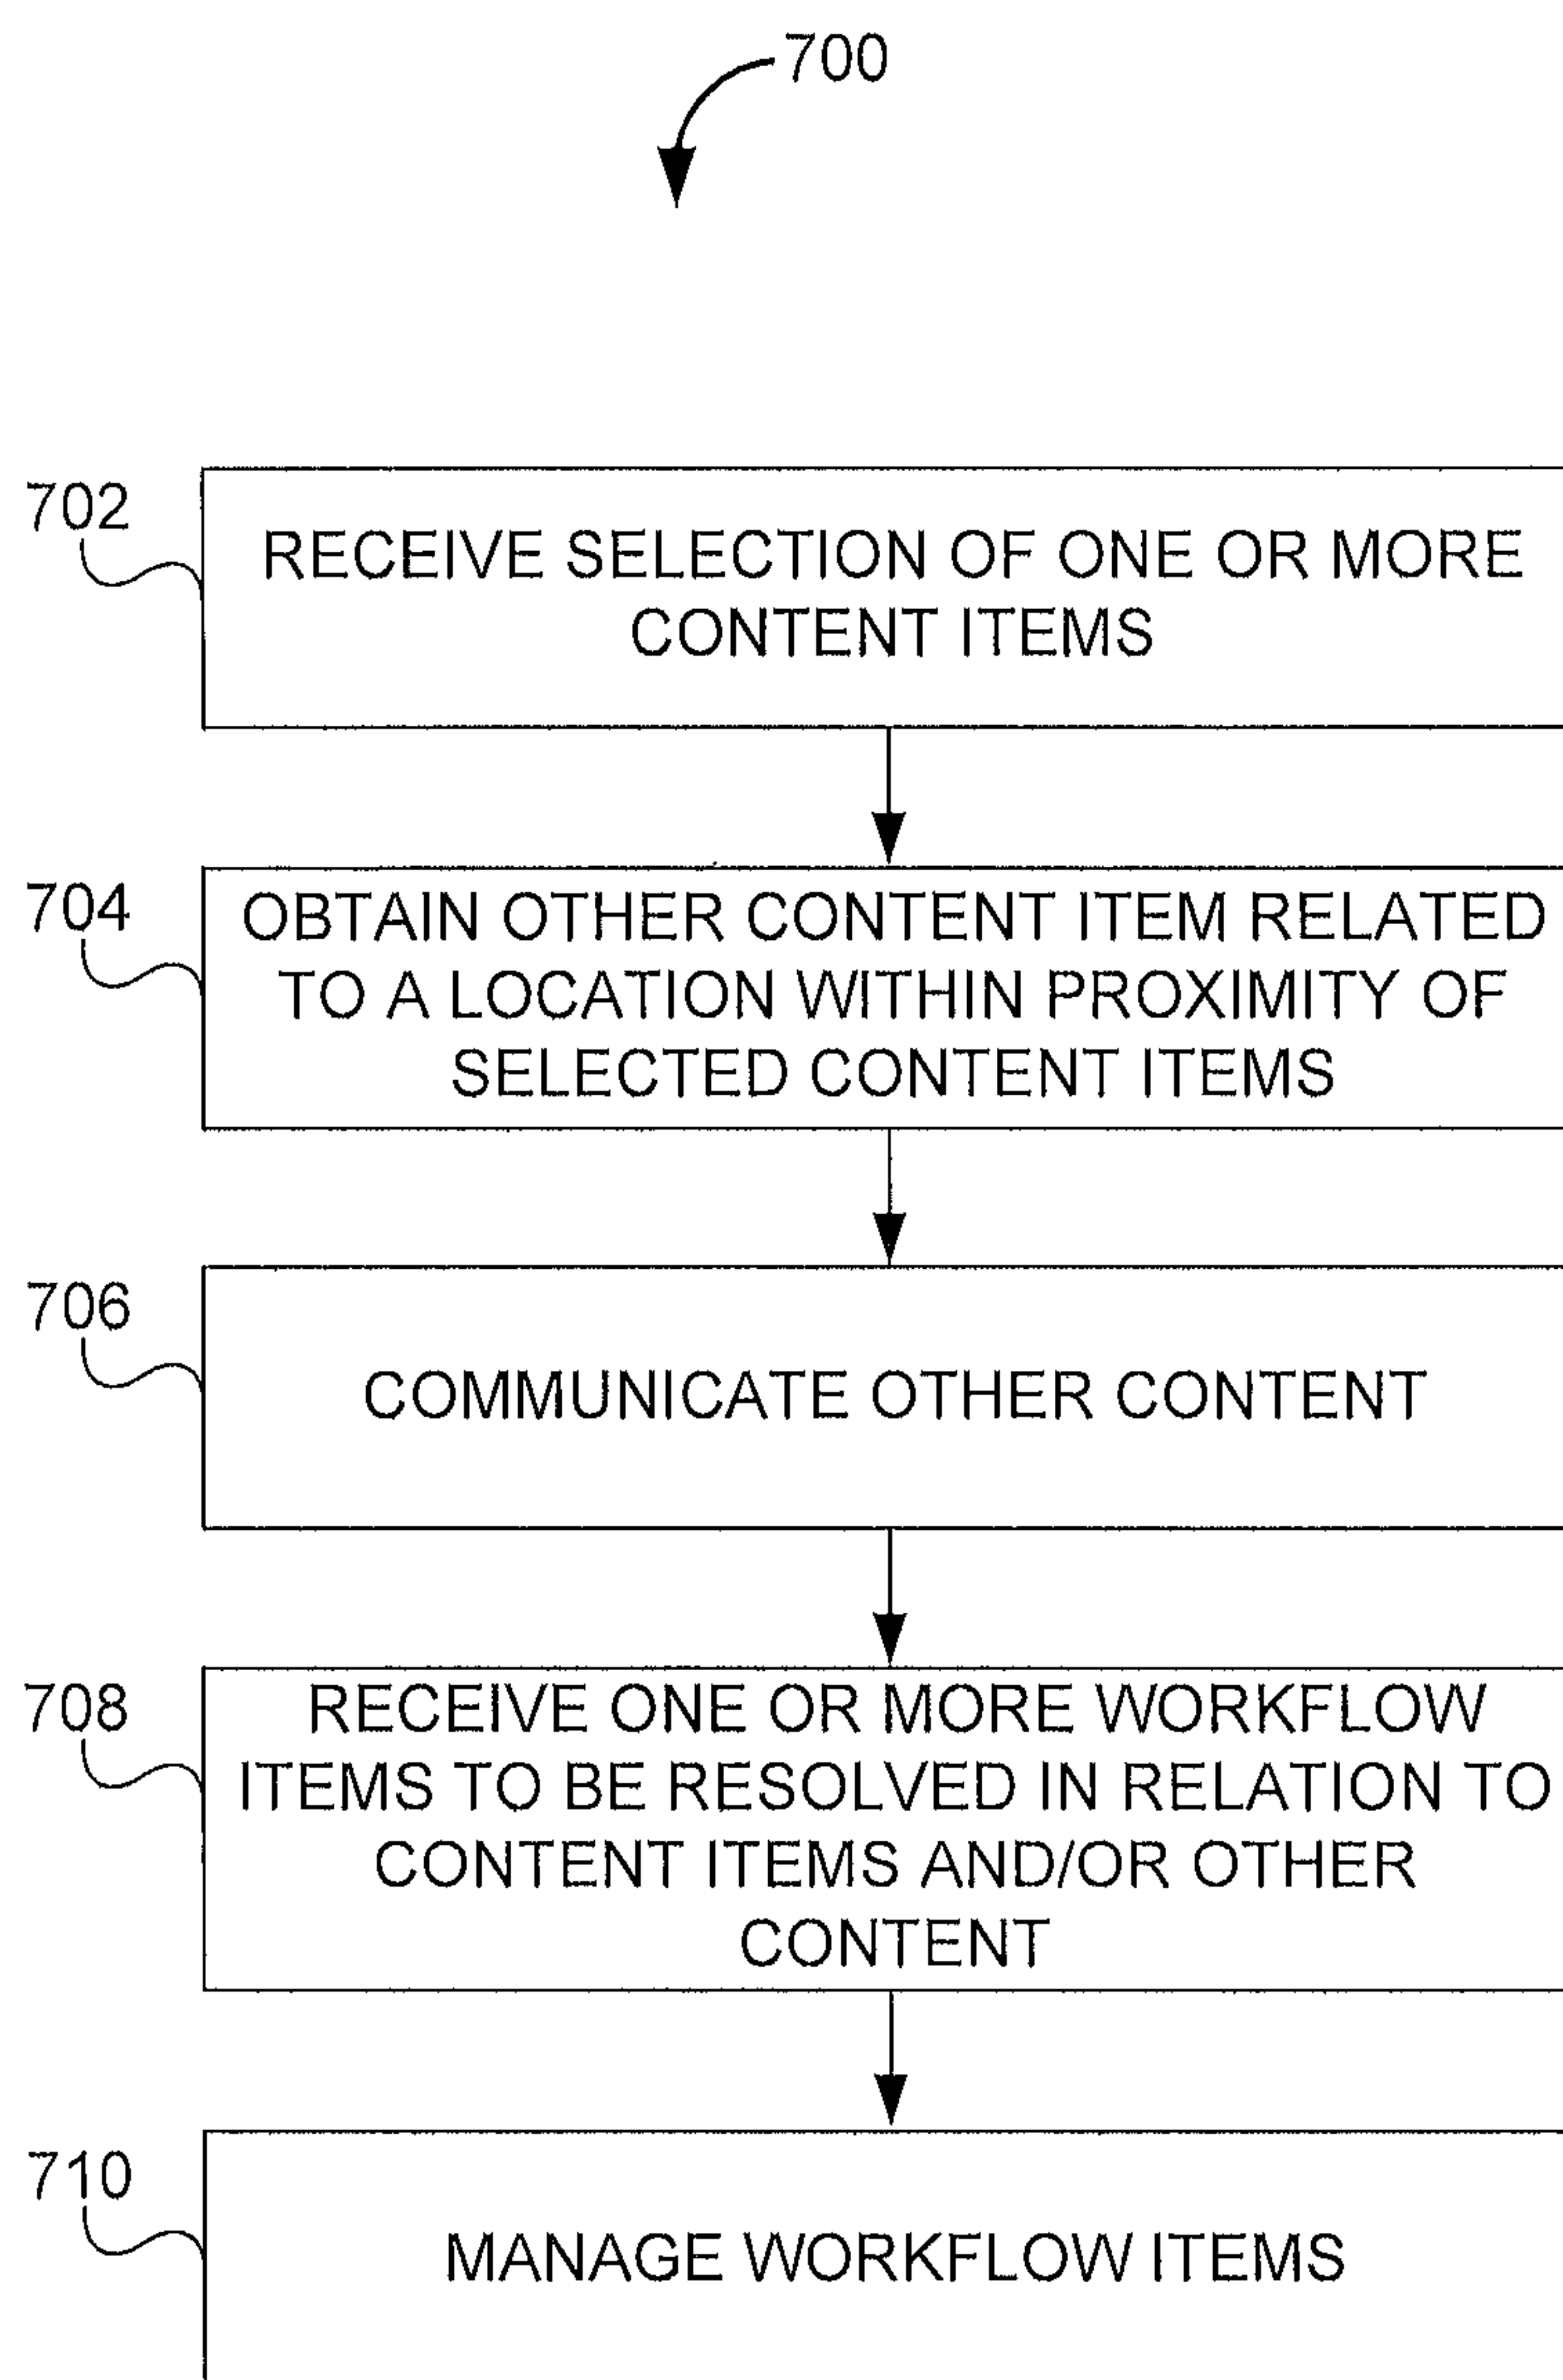 700
702
RECEIVE SELECTION OF ONE OR MORE
CONTENT ITEMS
704
OBTAIN OTHER CONTENT ITEM RELATED
TO A LOCATION WITHIN PROXIMITY OF
SELECTED CONTENT ITEMS
706
COMMUNICATE OTHER CONTENT
708
RECEIVE ONE OR MORE WORKFLOW
ITEMS TO BE RESOLVED IN RELATION TO
CONTENT ITEMS AND/OR OTHER
CONTENT
710
MANAGE WORKFLOW ITEMS